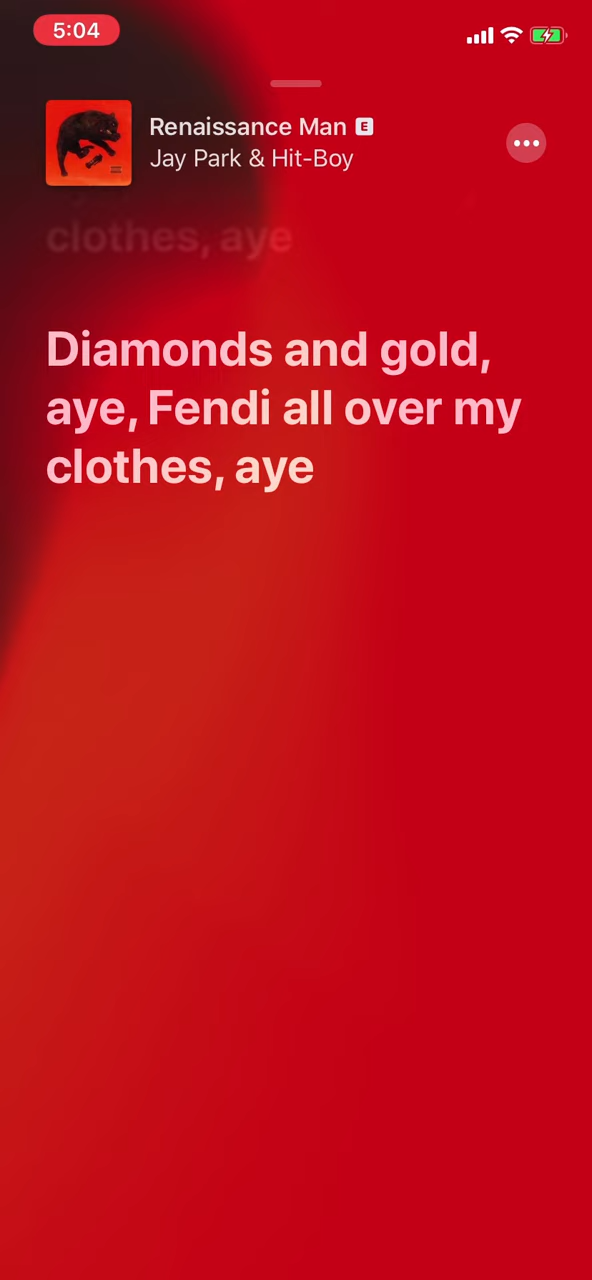 5:04
Renaissance Man E
Jay Park & Hit-Boy
clothes, aye
Diamonds and gold,
aye, Fendi all over my
clothes, aye